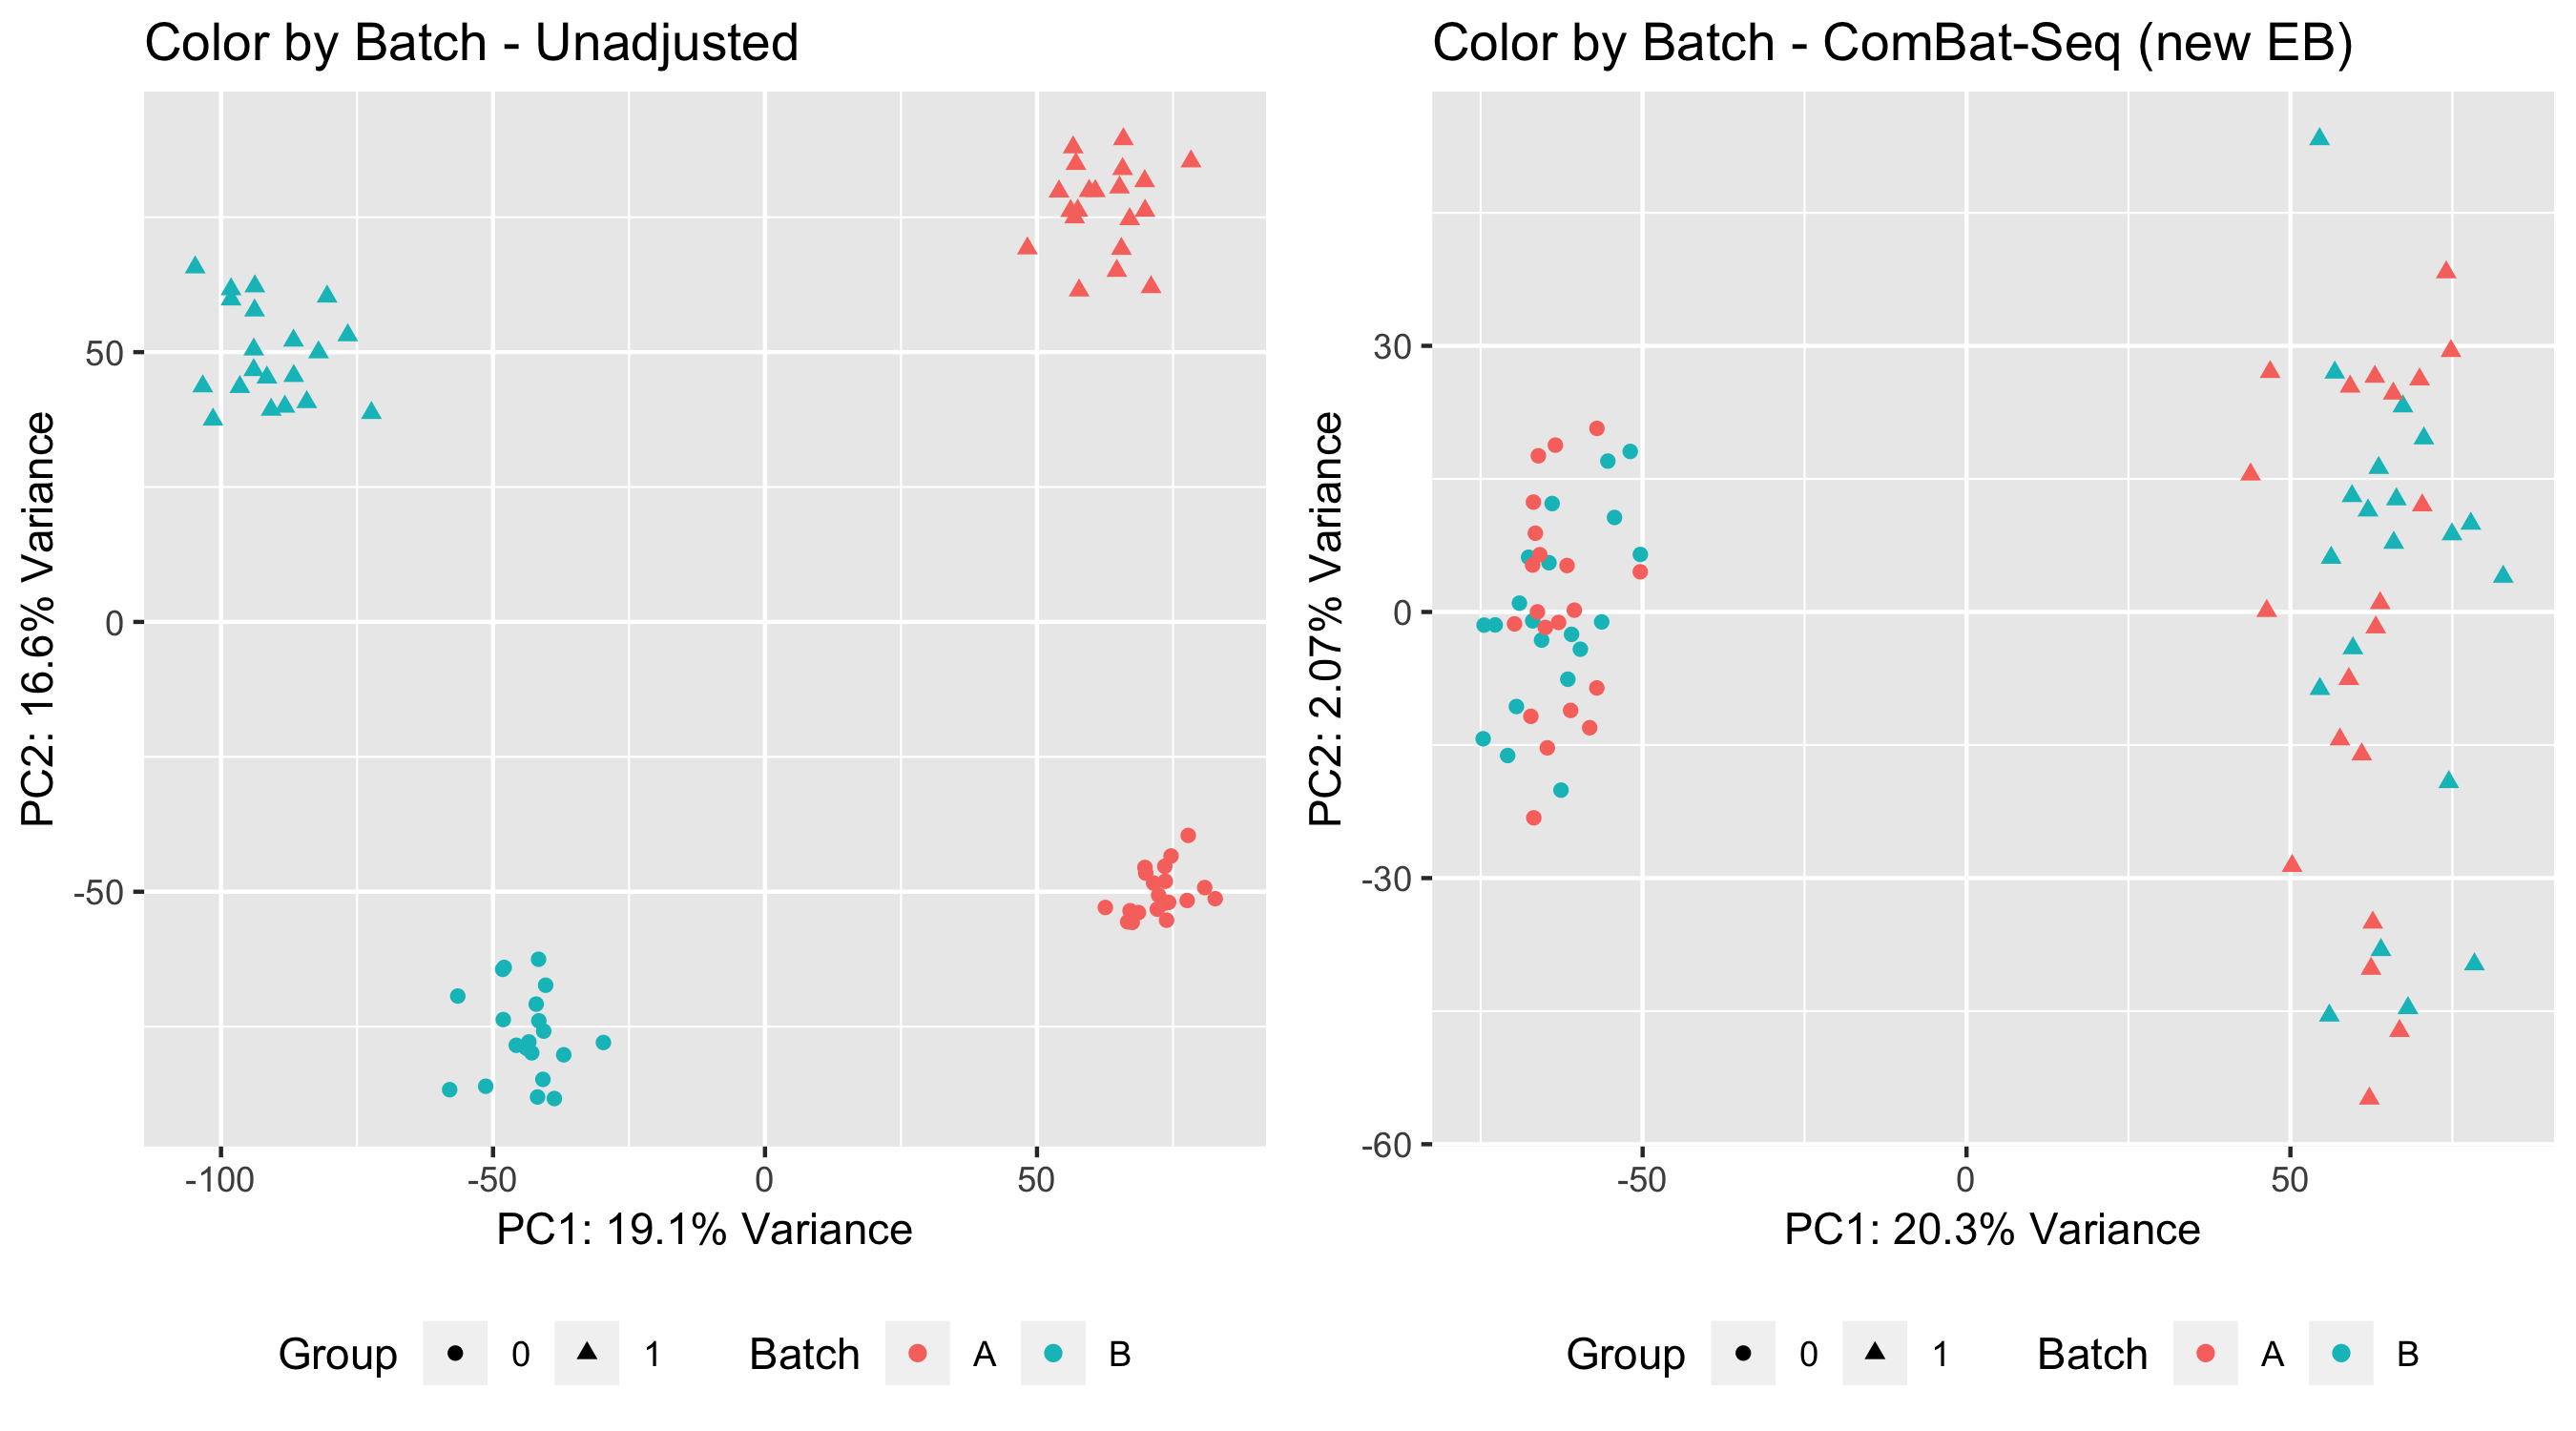 Color by Batch - Unadjusted
50
0
-50
PC2: 16.6% Variance
-100 -50 0 50
PC1: 19.1% Variance
Group 0 1 Batch A B
Color by Batch - ComBat-Seq (new EB)
30
0
-30
-60
PC2: 2.07% Variance
-50 0 50
PC1: 20.3% Variance
Group 0 1 Batch A B